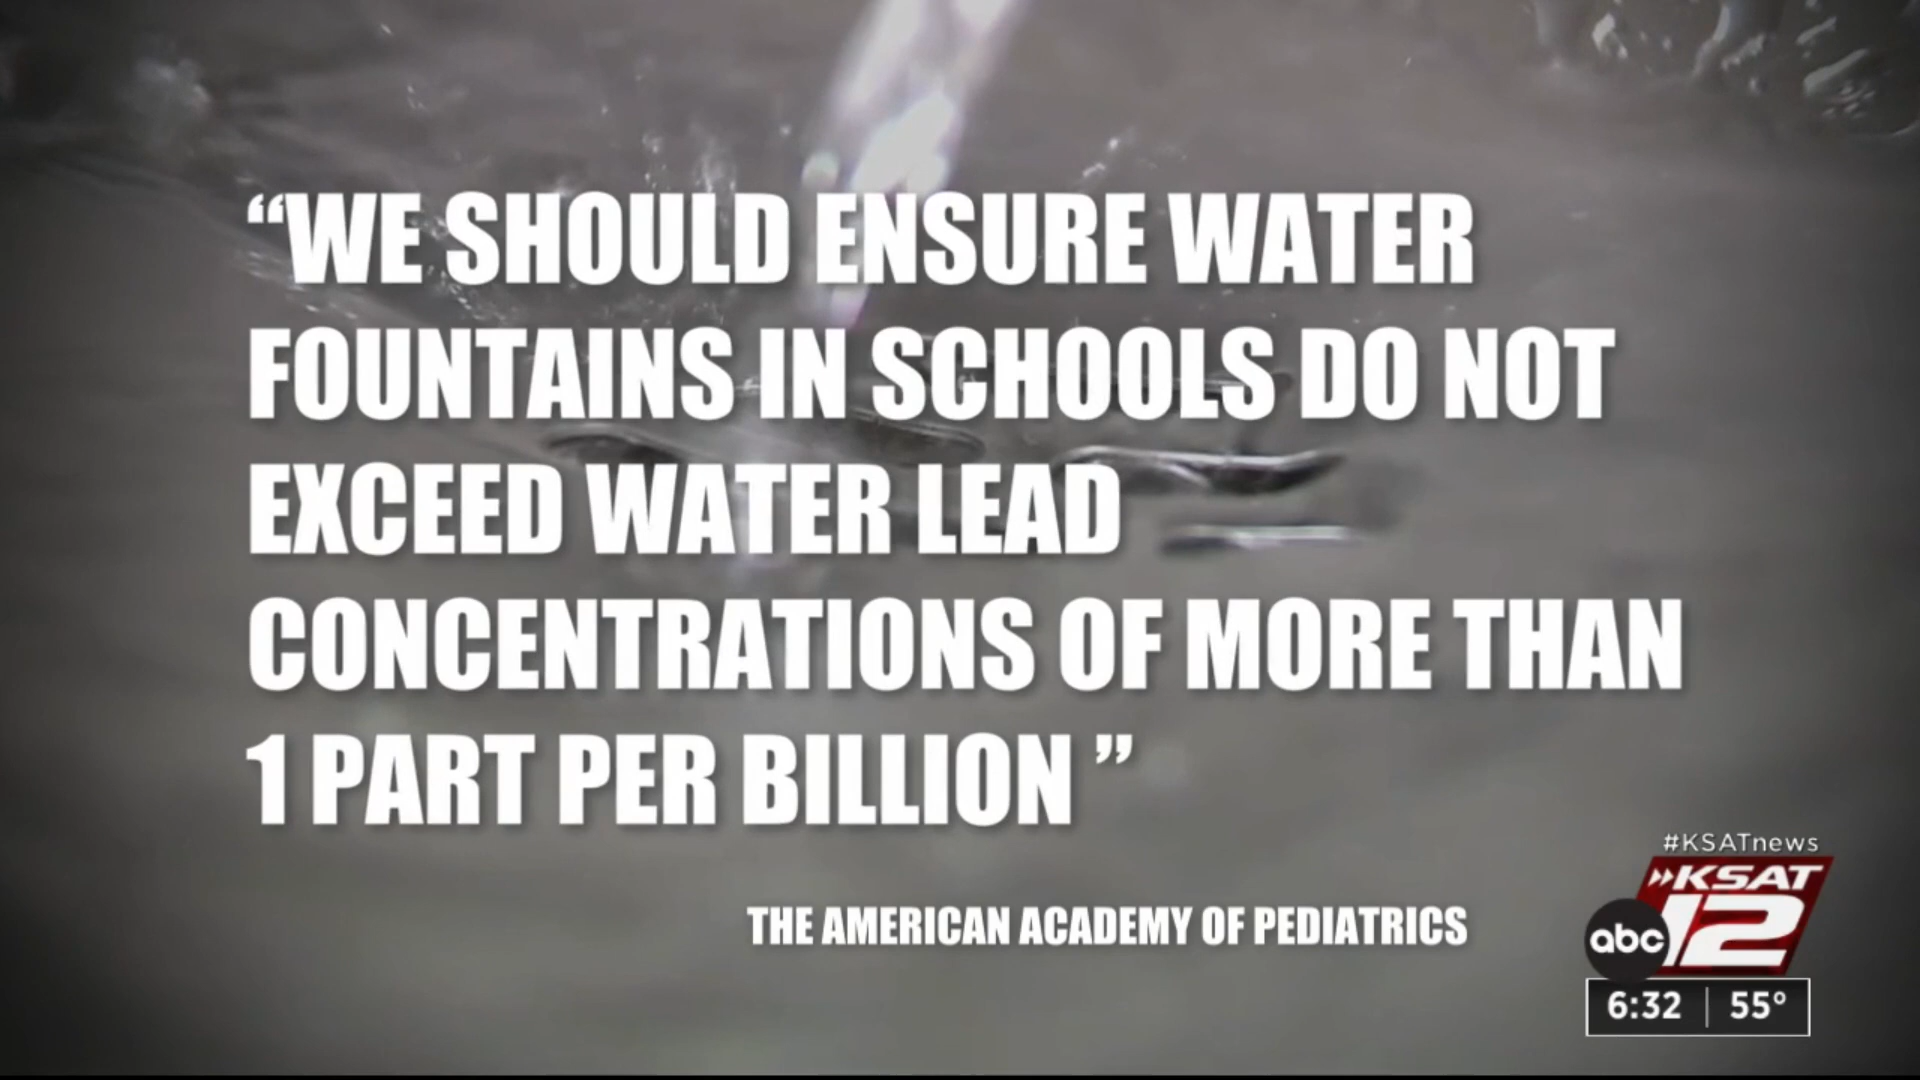 “WE SHOULD ENSURE WATER
FOUNTAINS IN SCHOOLS DO NOT
EXCEED WATER LEAD
CONCENTRATIONS OF MORE THAN
1 PART PER BILLION ”
THE AMERICAN ACADEMY OF PEDIATRICS
#KSATnews
KSAT
abc 12
6:32 55°